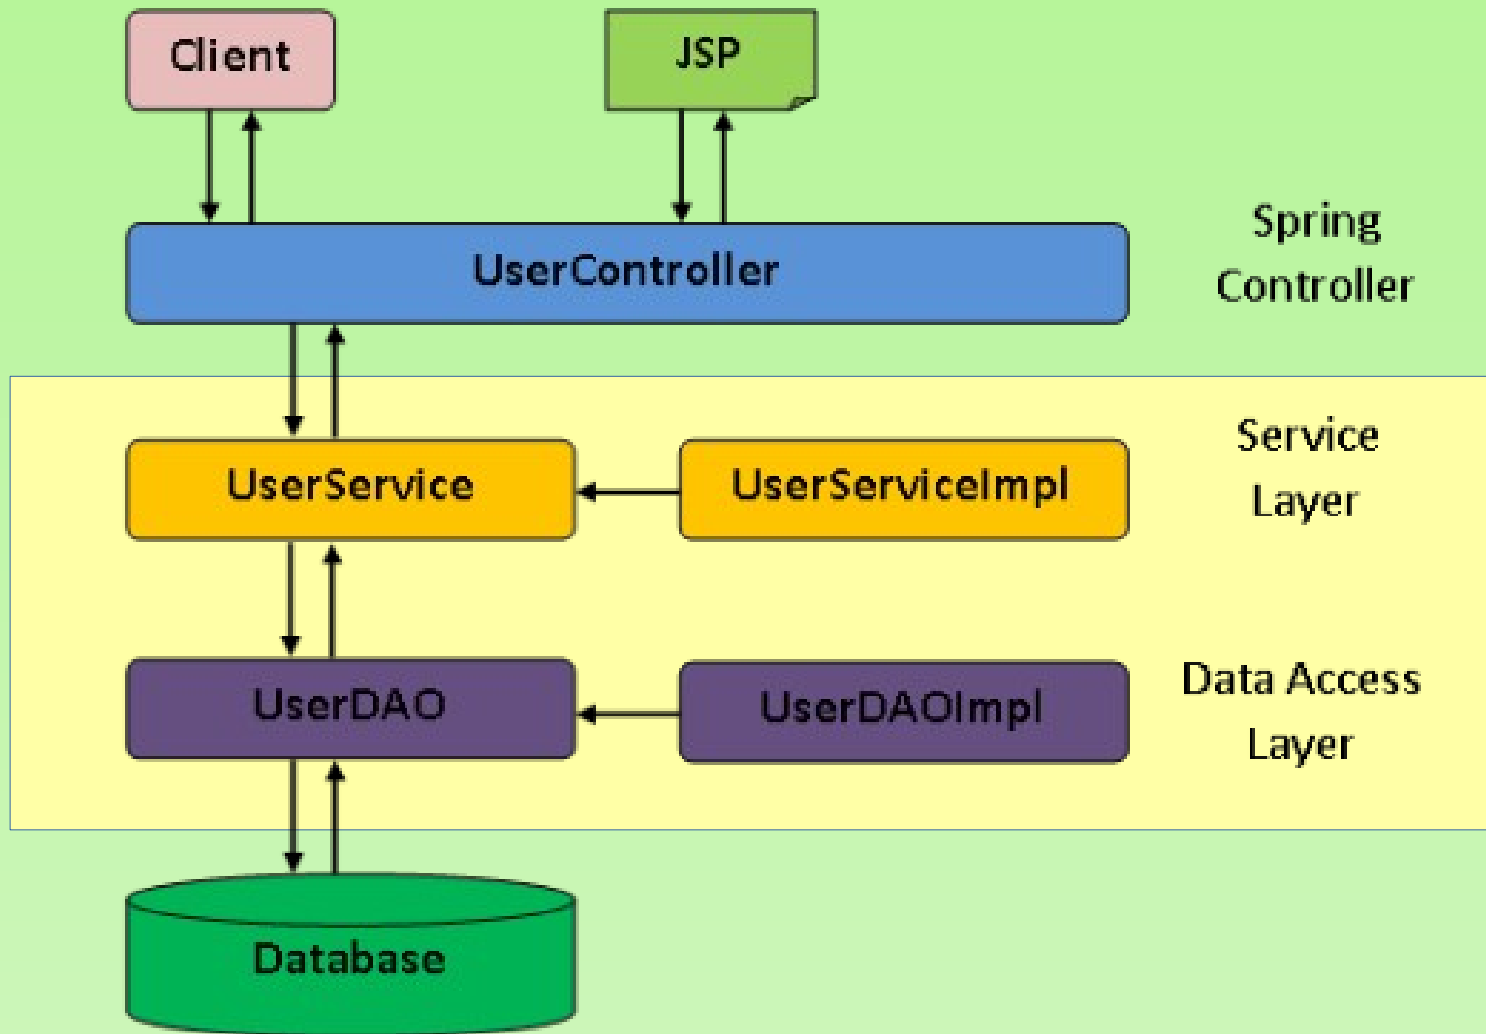 Client
JSP
UserController
Spring
Controller
UserService
UserServiceImpl
Service
Layer
UserDAO
UserDAOImpl
Data Access
Layer
Database